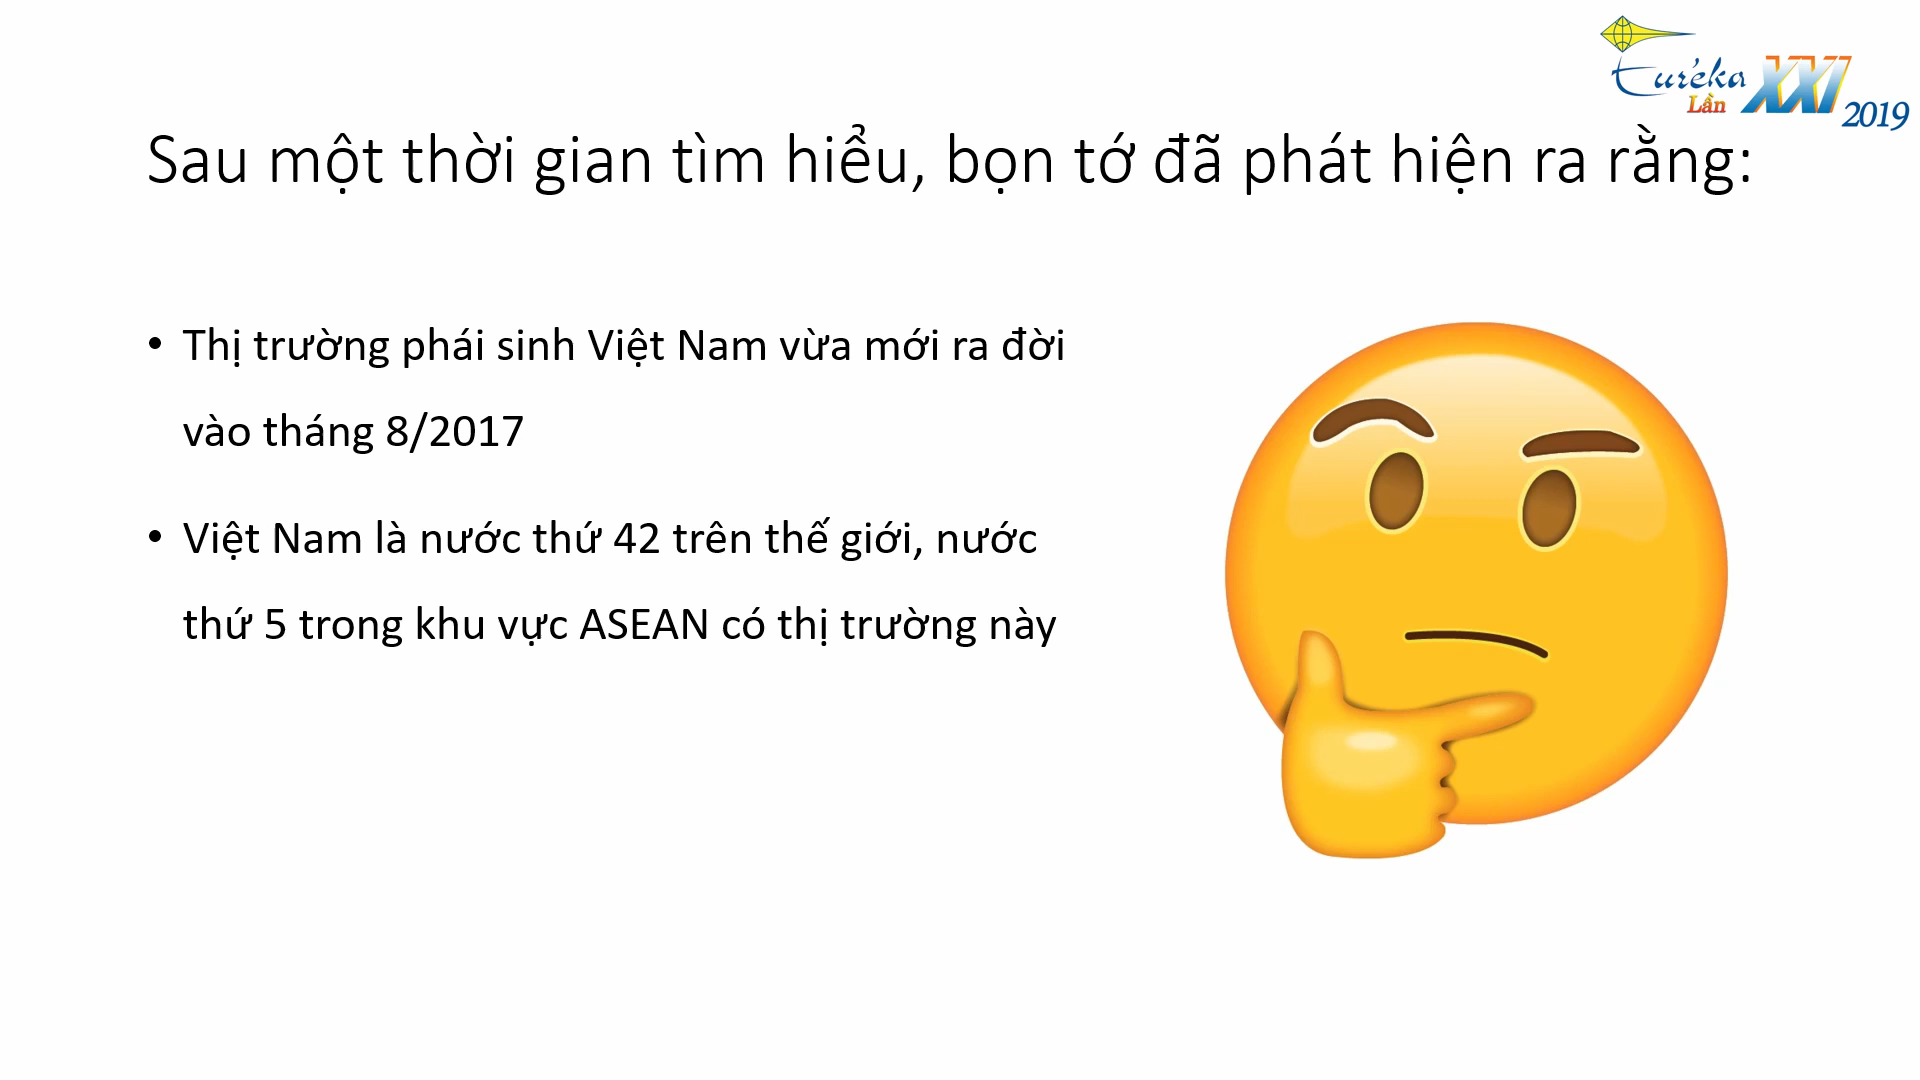 Eureka
Lần XXI 2019
Sau một thời gian tìm hiểu, bọn tớ đã phát hiện ra rằng:
• Thị trường phái sinh Việt Nam vừa mới ra đời
vào tháng 8/2017
• Việt Nam là nước thứ 42 trên thế giới, nước
thứ 5 trong khu vực ASEAN có thị trường này